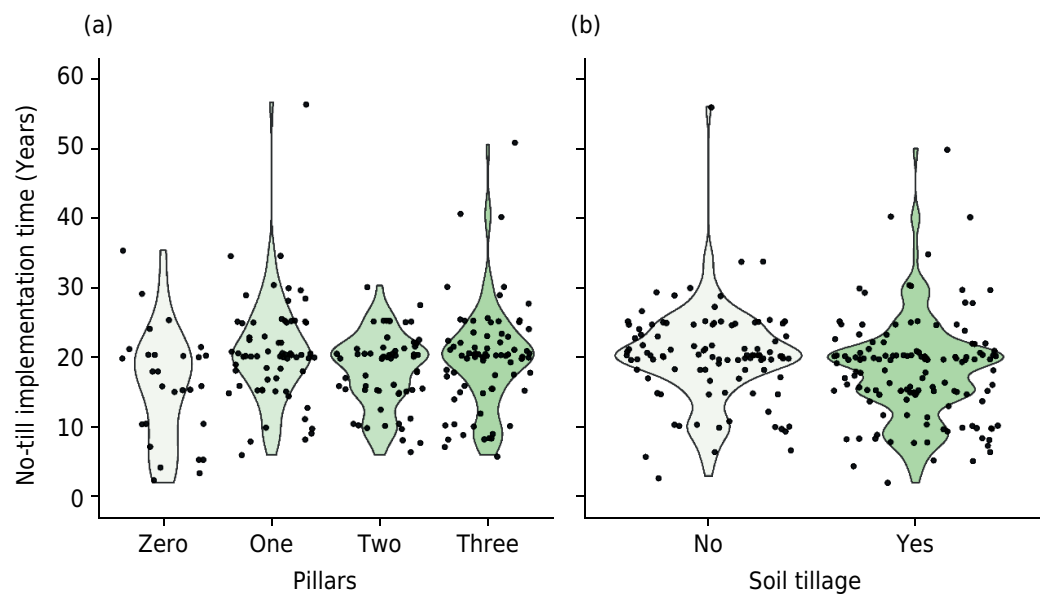 (a)
(b)
No-till implementation time (Years)
60
50
40
30
20
10
0
Zero One Two Three
Pillars
No Yes
Soil tillage